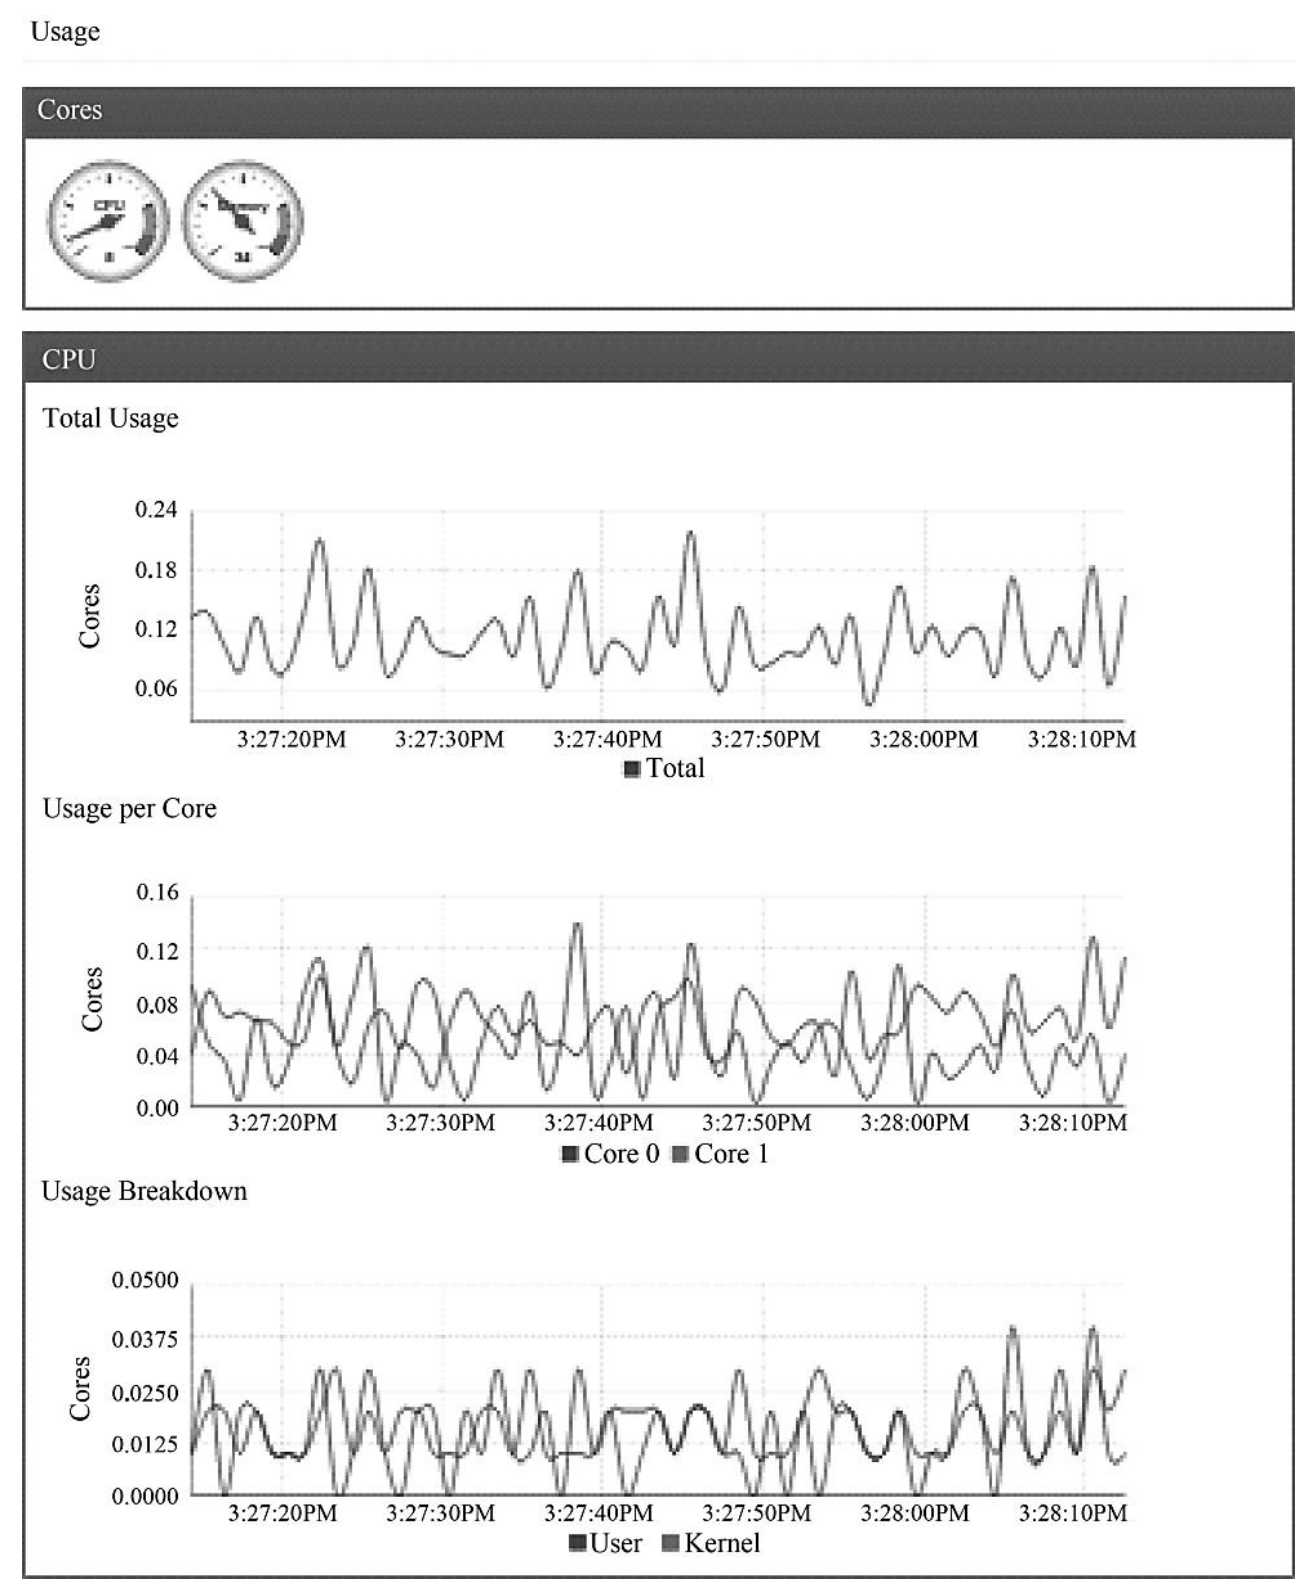 Usage
Cores
CPU
8
34
CPU
Total Usage
0.24
0.18
0.12
0.06
Cores
3:27:20PM 3:27:30PM 3:27:40PM 3:27:50PM 3:28:00PM 3:28:10PM
Total
Usage per Core
0.16
0.12
0.08
0.04
0.00
Cores
3:27:20PM 3:27:30PM 3:27:40PM 3:27:50PM 3:28:00PM 3:28:10PM
Core 0 Core 1
Usage Breakdown
0.0500
0.0375
0.0250
0.0125
0.0000
Cores
3:27:20PM 3:27:30PM 3:27:40PM 3:27:50PM 3:28:00PM 3:28:10PM
User Kernel